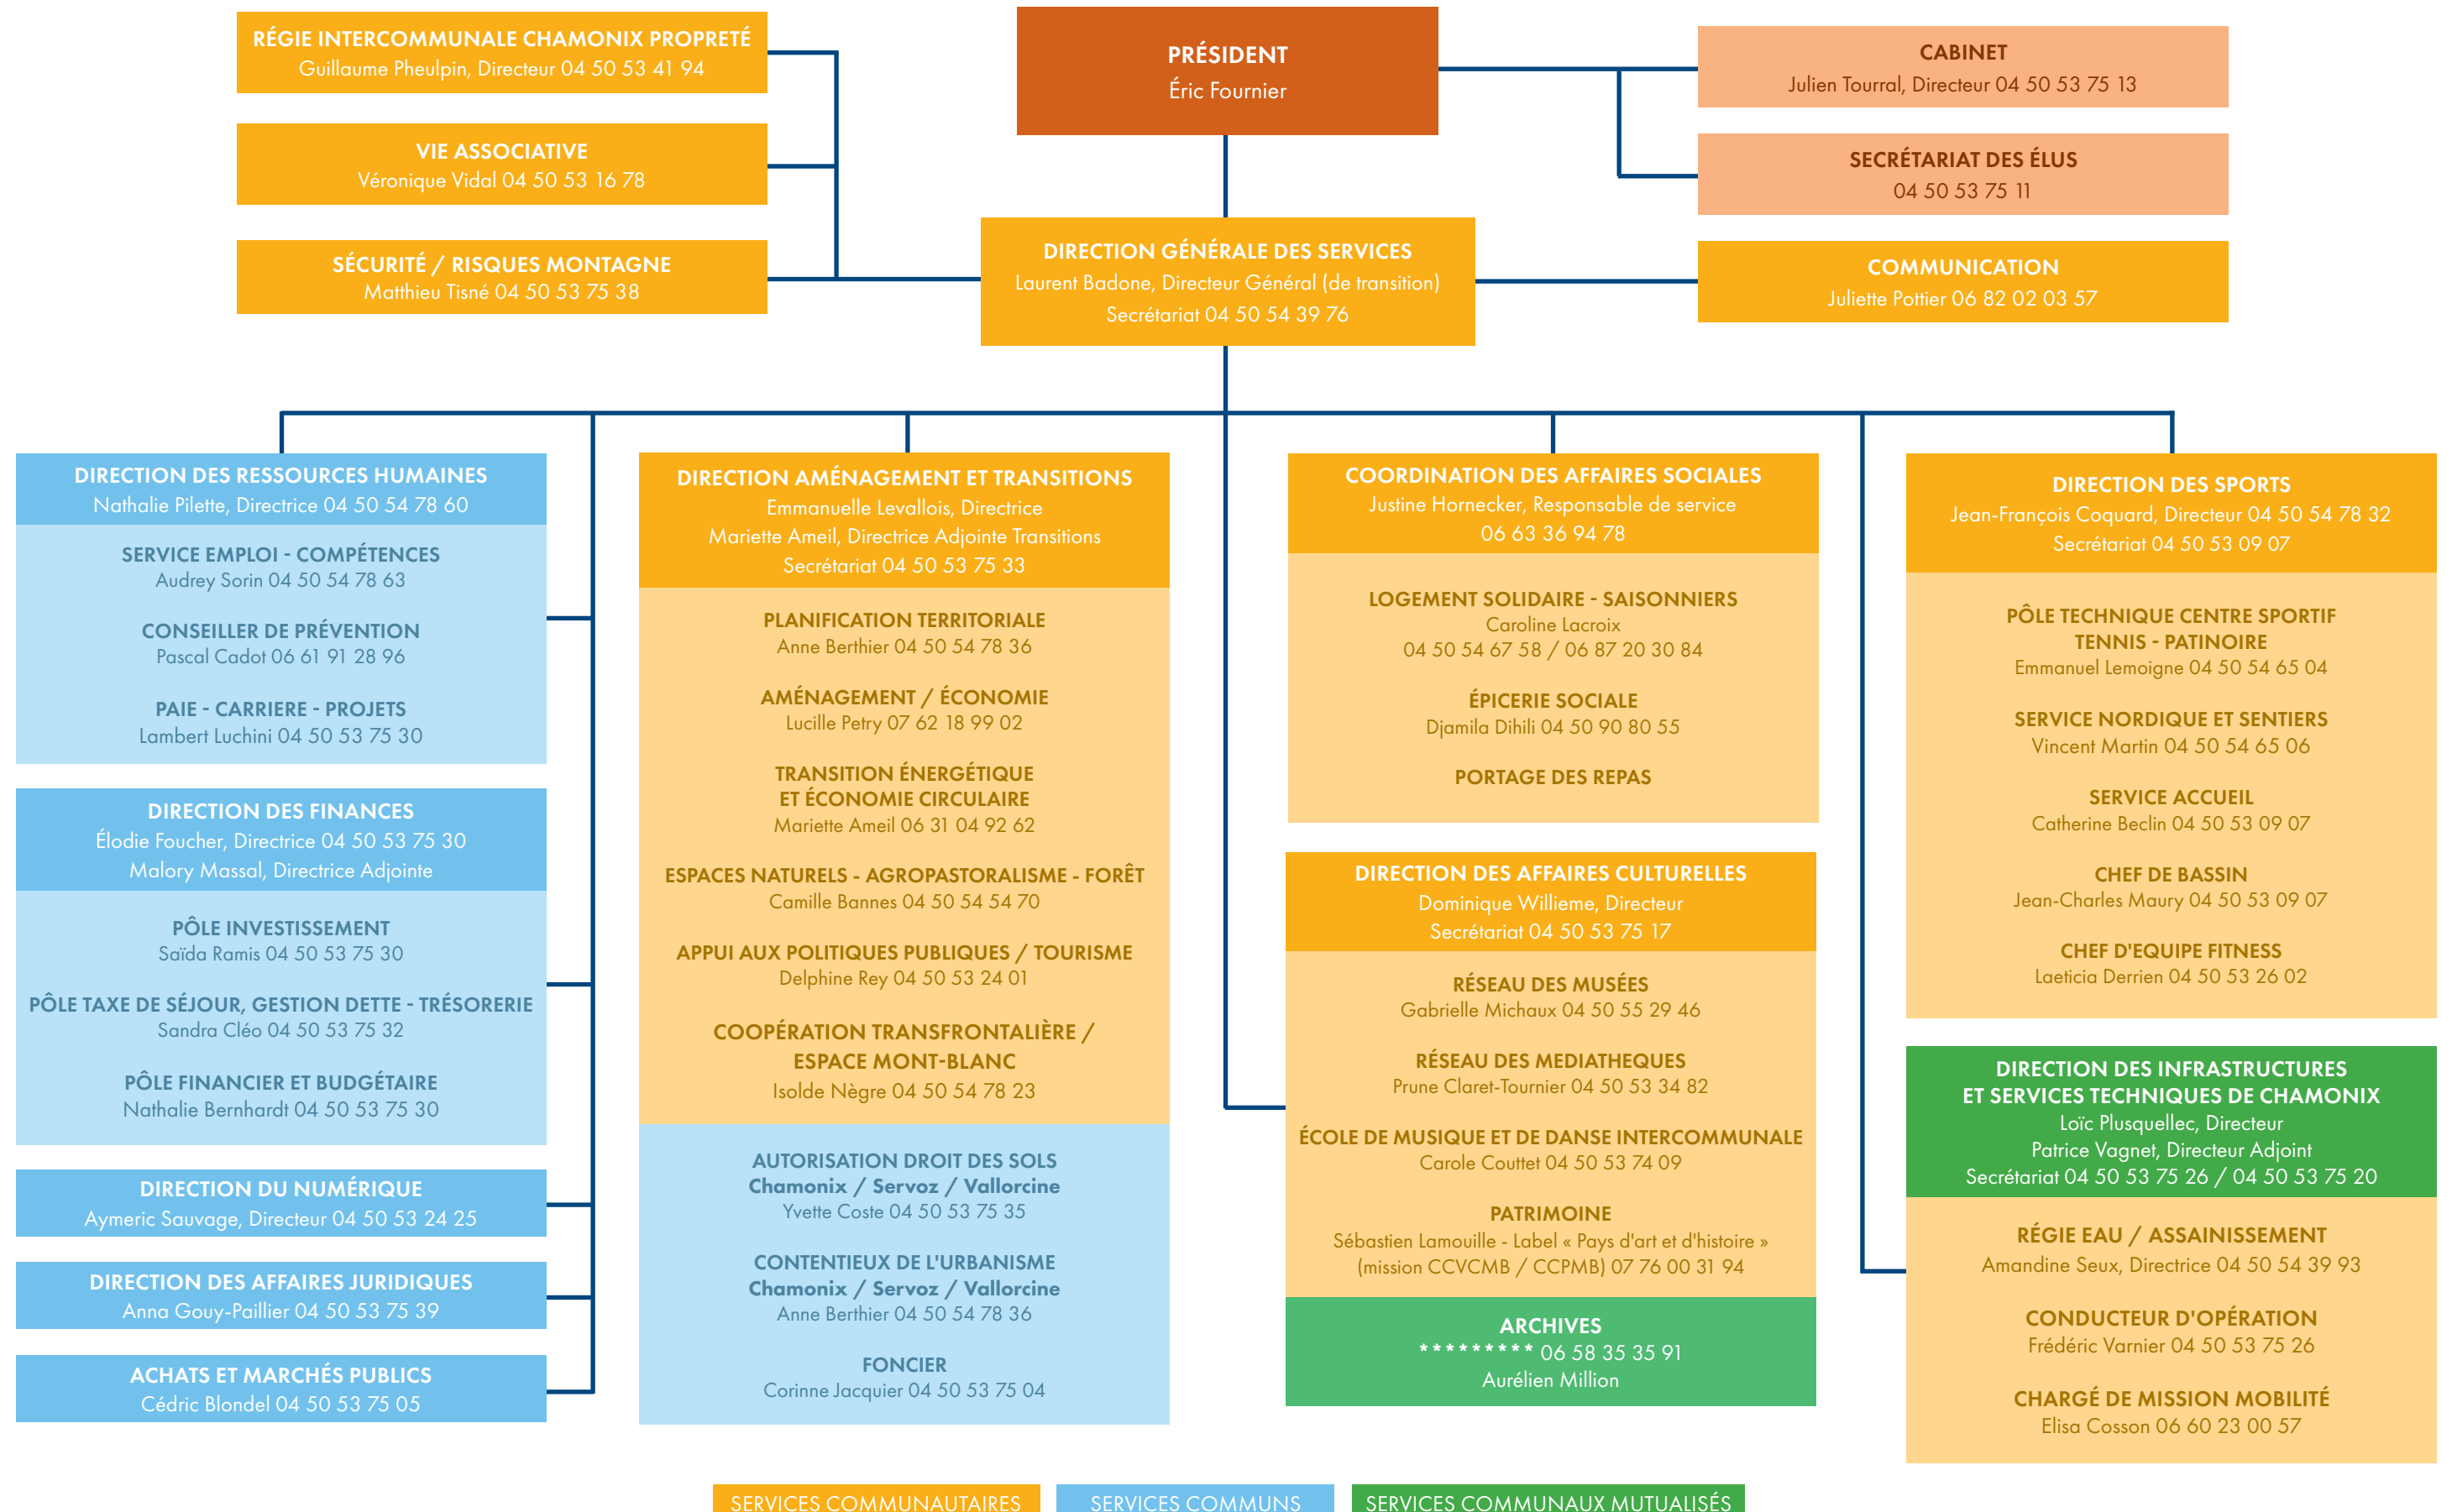 RÉGIE INTERCOMMUNALE CHAMONIX PROPRETÉ
Guillaume Pheulpin, Directeur 04 50 53 41 94
VIE ASSOCIATIVE
Véronique Vidal 04 50 53 16 78
SÉCURITÉ / RISQUES MONTAGNE
Matthieu Tisné 04 50 53 75 38
PRÉSIDENT
Éric Fournier
DIRECTION GÉNÉRALE DES SERVICES
Laurent Badone, Directeur Général (de transition)
Secrétariat 04 50 54 39 76
CABINET
Julien Tourral, Directeur 04 50 53 75 13
SECRÉTARIAT DES ÉLUS
04 50 53 75 11
COMMUNICATION
Juliette Pottier 06 82 02 03 57
DIRECTION DES RESSOURCES HUMAINES
Nathalie Pilette, Directrice 04 50 54 78 60
SERVICE EMPLOI - COMPÉTENCES
Audrey Sorin 04 50 54 78 63
CONSEILLER DE PRÉVENTION
Pascal Cadot 06 61 91 28 96
PAIE - CARRIERE - PROJETS
Lambert Luchini 04 50 53 75 30
DIRECTION DES FINANCES
Élodie Foucher, Directrice 04 50 53 75 30
Malory Massal, Directrice Adjointe
PÔLE INVESTISSEMENT
Saïda Ramis 04 50 53 75 30
PÔLE TAXE DE SÉJOUR, GESTION DETTE - TRÉSORERIE
Sandra Cléo 04 50 53 75 32
PÔLE FINANCIER ET BUDGÉTAIRE
Nathalie Bernhardt 04 50 53 75 30
DIRECTION DU NUMÉRIQUE
Aymeric Sauvage, Directeur 04 50 53 24 25
DIRECTION DES AFFAIRES JURIDIQUES
Anna Gouy-Paillier 04 50 53 75 39
ACHATS ET MARCHÉS PUBLICS
Cédric Blondel 04 50 53 75 05
DIRECTION AMÉNAGEMENT ET TRANSITIONS
Emmanuelle Levallois, Directrice
Mariette Ameil, Directrice Adjointe Transitions
Secrétariat 04 50 53 75 33
PLANIFICATION TERRITORIALE
Anne Berthier 04 50 54 78 36
AMÉNAGEMENT / ÉCONOMIE
Lucille Petry 07 62 18 99 02
TRANSITION ÉNERGÉTIQUE
ET ÉCONOMIE CIRCULAIRE
Mariette Ameil 06 31 04 92 62
ESPACES NATURELS - AGROPASTORALISME - FORÊT
Camille Bannes 04 50 54 54 70
APPUI AUX POLITIQUES PUBLIQUES / TOURISME
Delphine Rey 04 50 53 24 01
COOPÉRATION TRANSFRONTALIÈRE /
ESPACE MONT-BLANC
Isolde Nègre 04 50 54 78 23
AUTORISATION DROIT DES SOLS
Chamonix / Servoz / Vallorcine
Yvette Coste 04 50 53 75 35
CONTENTIEUX DE L'URBANISME
Chamonix / Servoz / Vallorcine
Anne Berthier 04 50 54 78 36
FONCIER
Corinne Jacquier 04 50 53 75 04
COORDINATION DES AFFAIRES SOCIALES
Justine Hornecker, Responsable de service
06 63 36 94 78
LOGEMENT SOLIDAIRE - SAISONNIERS
Caroline Lacroix
04 50 54 67 58 / 06 87 20 30 84
ÉPICERIE SOCIALE
Djamila Dihili 04 50 90 80 55
PORTAGE DES REPAS
DIRECTION DES AFFAIRES CULTURELLES
Dominique Willieme, Directeur
Secrétariat 04 50 53 75 17
RÉSEAU DES MUSÉES
Gabrielle Michaux 04 50 55 29 46
RÉSEAU DES MEDIATHEQUES
Prune Claret-Tournier 04 50 53 34 82
ÉCOLE DE MUSIQUE ET DE DANSE INTERCOMMUNALE
Carole Couttet 04 50 53 74 09
PATRIMOINE
Sébastien Lamouille - Label « Pays d'art et d'histoire »
(mission CCVCMB / CCPMB) 07 76 00 31 94
ARCHIVES
********* 06 58 35 35 91
Aurélien Million
DIRECTION DES SPORTS
Jean-François Coquard, Directeur 04 50 54 78 32
Secrétariat 04 50 53 09 07
PÔLE TECHNIQUE CENTRE SPORTIF
TENNIS - PATINOIRE
Emmanuel Lemoigne 04 50 54 65 04
SERVICE NORDIQUE ET SENTIERS
Vincent Martin 04 50 54 65 06
SERVICE ACCUEIL
Catherine Beclin 04 50 53 09 07
CHEF DE BASSIN
Jean-Charles Maury 04 50 53 09 07
CHEF D'EQUIPE FITNESS
Laeticia Derrien 04 50 53 26 02
DIRECTION DES INFRASTRUCTURES
ET SERVICES TECHNIQUES DE CHAMONIX
Loïc Plusquellec, Directeur
Patrice Vagnet, Directeur Adjoint
Secrétariat 04 50 53 75 26 / 04 50 53 75 20
RÉGIE EAU / ASSAINISSEMENT
Amandine Seux, Directrice 04 50 54 39 93
CONDUCTEUR D'OPÉRATION
Frédéric Varnier 04 50 53 75 26
CHARGÉ DE MISSION MOBILITÉ
Elisa Cosson 06 60 23 00 57
SERVICES COMMUNAUTAIRES
SERVICES COMMUNS
SERVICES COMMUNAUX MUTUALISÉS